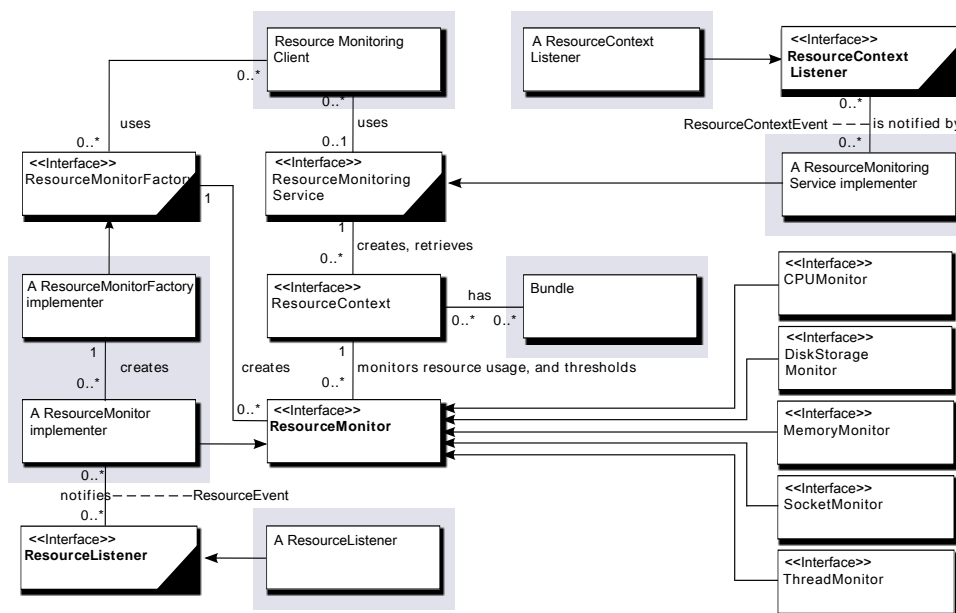 Resource Monitoring
Client
0..*
0..*
uses
0..*
uses
0..1
A ResourceContext
Listener
<<Interface>>
ResourceContext
Listener
0..*
ResourceContextEvent
is notified by
0..*
<<Interface>>
ResourceMonitorFactory
1
<<Interface>>
ResourceMonitoring
Service
A ResourceMonitoring
Service implementer
1
creates, retrieves
0..*
A ResourceMonitorFactory
implementer
<<Interface>>
ResourceContext
has
0..*
0..*
Bundle
<<Interface>>
CPUMonitor
1
creates
0..*
creates
0..*
1
monitors resource usage, and thresholds
<<Interface>>
DiskStorage
Monitor
A ResourceMonitor
implementer
<<Interface>>
ResourceMonitor
<<Interface>>
MemoryMonitor
0..*
notifies
ResourceEvent
0..*
<<Interface>>
SocketMonitor
<<Interface>>
ResourceListener
A ResourceListener
<<Interface>>
ThreadMonitor